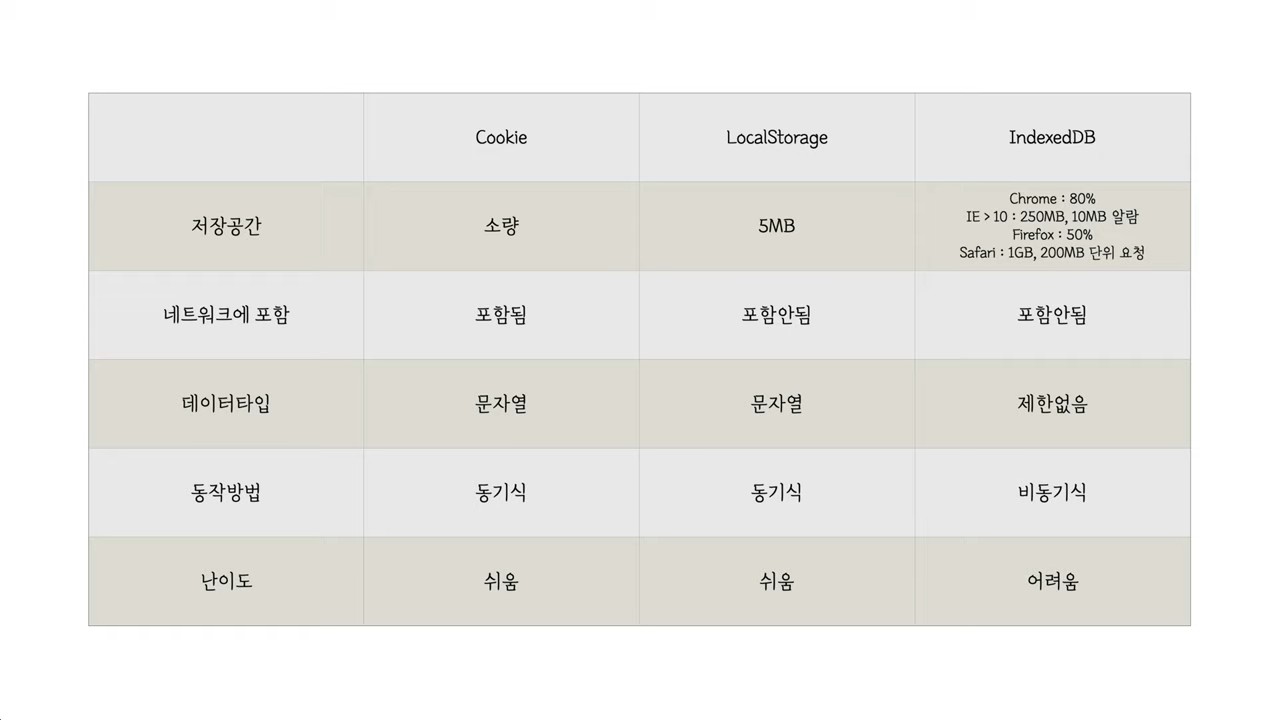 Cookie
LocalStorage
IndexedDB
저장공간
소량
5MB
Chrome : 80%
IE > 10 : 250MB, 10MB 알람
Firefox : 50%
Safari : 1GB, 200MB 단위 요청
네트워크에 포함
포함됨
포함안됨
포함안됨
데이터타입
문자열
문자열
제한없음
동작방법
동기식
동기식
비동기식
난이도
쉬움
쉬움
어려움